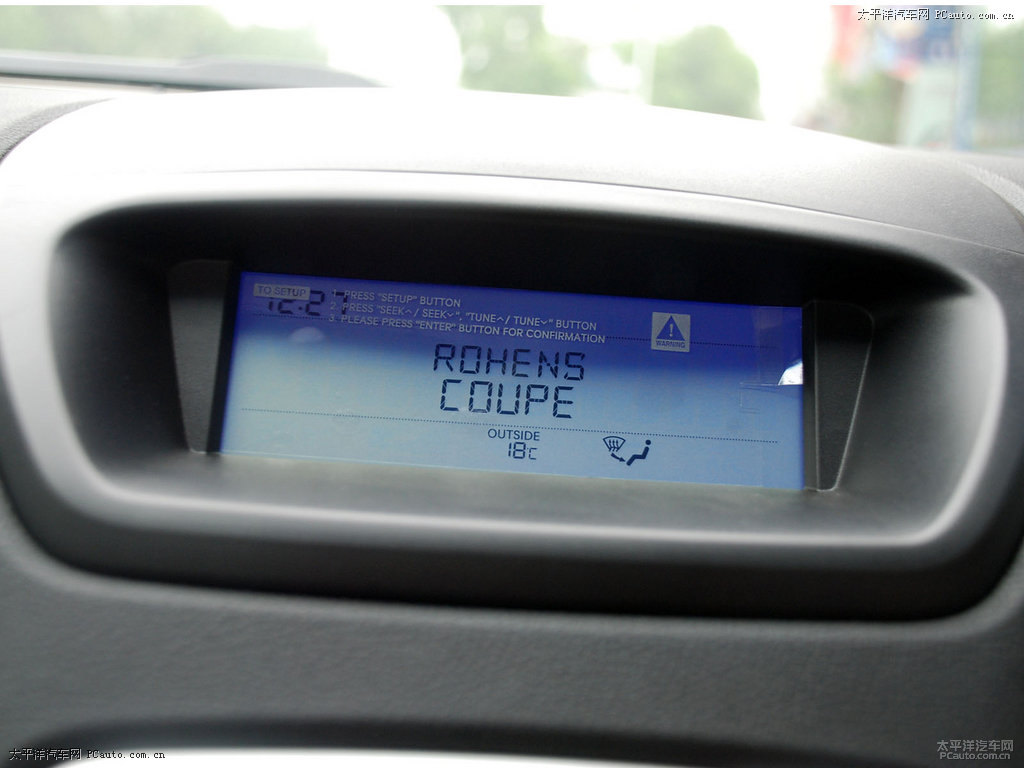 太平洋汽车网 PCauto.com.cn
TO SETUP
12:27
1. PRESS "SETUP" BUTTON
2. PRESS "SEEK^/ SEEK⌄", "TUNE^/ TUNE⌄" BUTTON
3. PLEASE PRESS "ENTER" BUTTON FOR CONFIRMATION
WARNING
ROHENS
COUPE
OUTSIDE
18C
太平洋汽车网 PCauto.com.cn
太平洋汽车网
PCauto.com.cn